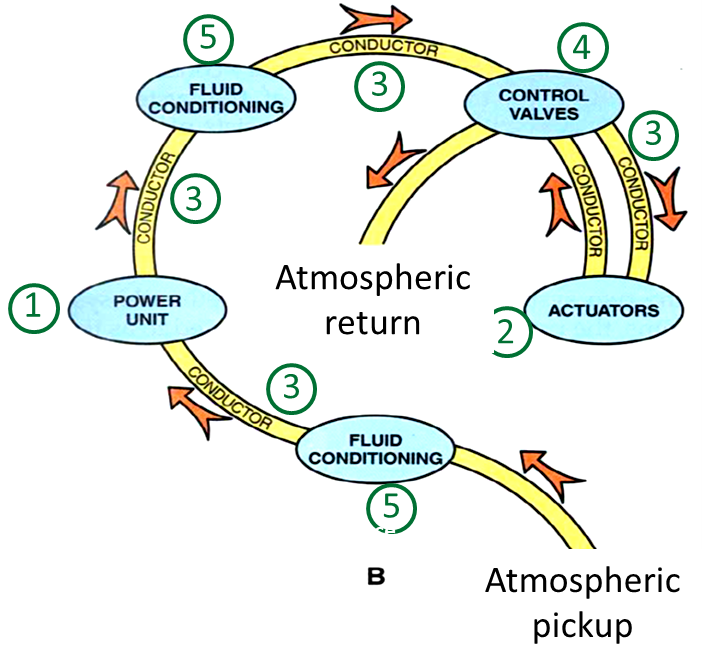 5
CONDUCTOR
4
FLUID
CONDITIONING
3
CONTROL
VALVES
3
CONDUCTOR
3
CONDUCTOR
CONDUCTOR
Atmospheric
return
1
POWER
UNIT
2
ACTUATORS
CONDUCTOR
3
FLUID
CONDITIONING
5
B
Atmospheric
pickup